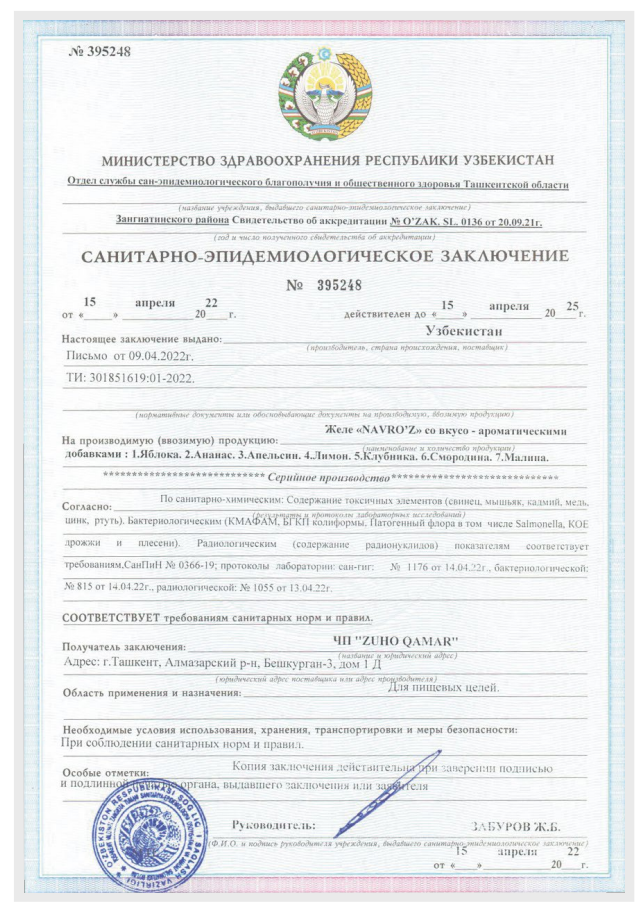 № 395248
МИНИСТЕРСТВО ЗДРАВООХРАНЕНИЯ РЕСПУБЛИКИ УЗБЕКИСТАН
Отдел службы сан-эпидемиологического благополучия и общественного здоровья Ташкентской области
(название учреждения, выдавшего санитарно-эпидемиологическое заключение)
Зангиатинского района Свидетельство об аккредитации № O'ZAK. SL. 0136 от 20.09.21г.
(год и число полученного свидетельства об аккредитации)
САНИТАРНО-ЭПИДЕМИОЛОГИЧЕСКОЕ ЗАКЛЮЧЕНИЕ
№ 395248
от « 15 » апреля 20 22 г. действителен до « 15 » апреля 20 25 г.
Настоящее заключение выдано: Узбекистан
(производитель, страна происхождения, поставщик)
Письмо от 09.04.2022г.
ТИ: 301851619:01-2022.
(нормативные документы или обосновывающие документы на производимую, ввозимую продукцию)
На производимую (ввозимую) продукцию: Желе «NAVRO'Z» со вкусо - ароматическими
(наименование и количество продукции)
добавками : 1.Яблока. 2.Ананас. 3.Апельсин. 4.Лимон. 5.Клубника. 6.Смородина. 7.Малина.
*************************** Серийное производство ****************************
Согласно: По санитарно-химическим: Содержание токсичных элементов (свинец, мышьяк, кадмий, медь,
(результаты и протоколы лабораторных исследований)
цинк, ртуть). Бактериологическим (КМАФАМ, БГКП колиформы. Патогенный флора в том числе Salmonella, КОЕ
дрожжи и плесени). Радиологическим (содержание радионуклидов) показателям соответствует
требованиям,СанПиН № 0366-19; протоколы лаборатории: сан-гиг: № 1176 от 14.04.22г., бактериологической:
№ 815 от 14.04.22г., радиологической: № 1055 от 13.04.22г.
СООТВЕТСТВУЕТ требованиям санитарных норм и правил.
Получатель заключения: ЧП "ZUHO QAMAR"
(название и юридический адрес)
Адрес: г.Ташкент, Алмазарский р-н, Бешкурган-3, дом 1 Д
(юридический адрес поставщика или адрес производителя)
Область применения и назначения: Для пищевых целей.
Необходимые условия использования, хранения, транспортировки и меры безопасности:
При соблюдении санитарных норм и правил.
Особые отметки: Копия заключения действительна при заверении подписью
и подлинной органа, выдавшего заключения или заявителя
Руководитель: ЗАБУРОВ Ж.Б.
(Ф.И.О. и подпись руководителя учреждения, выдавшего санитарно-эпидемиологическое заключение)
от « 15 » апреля 20 22 г.